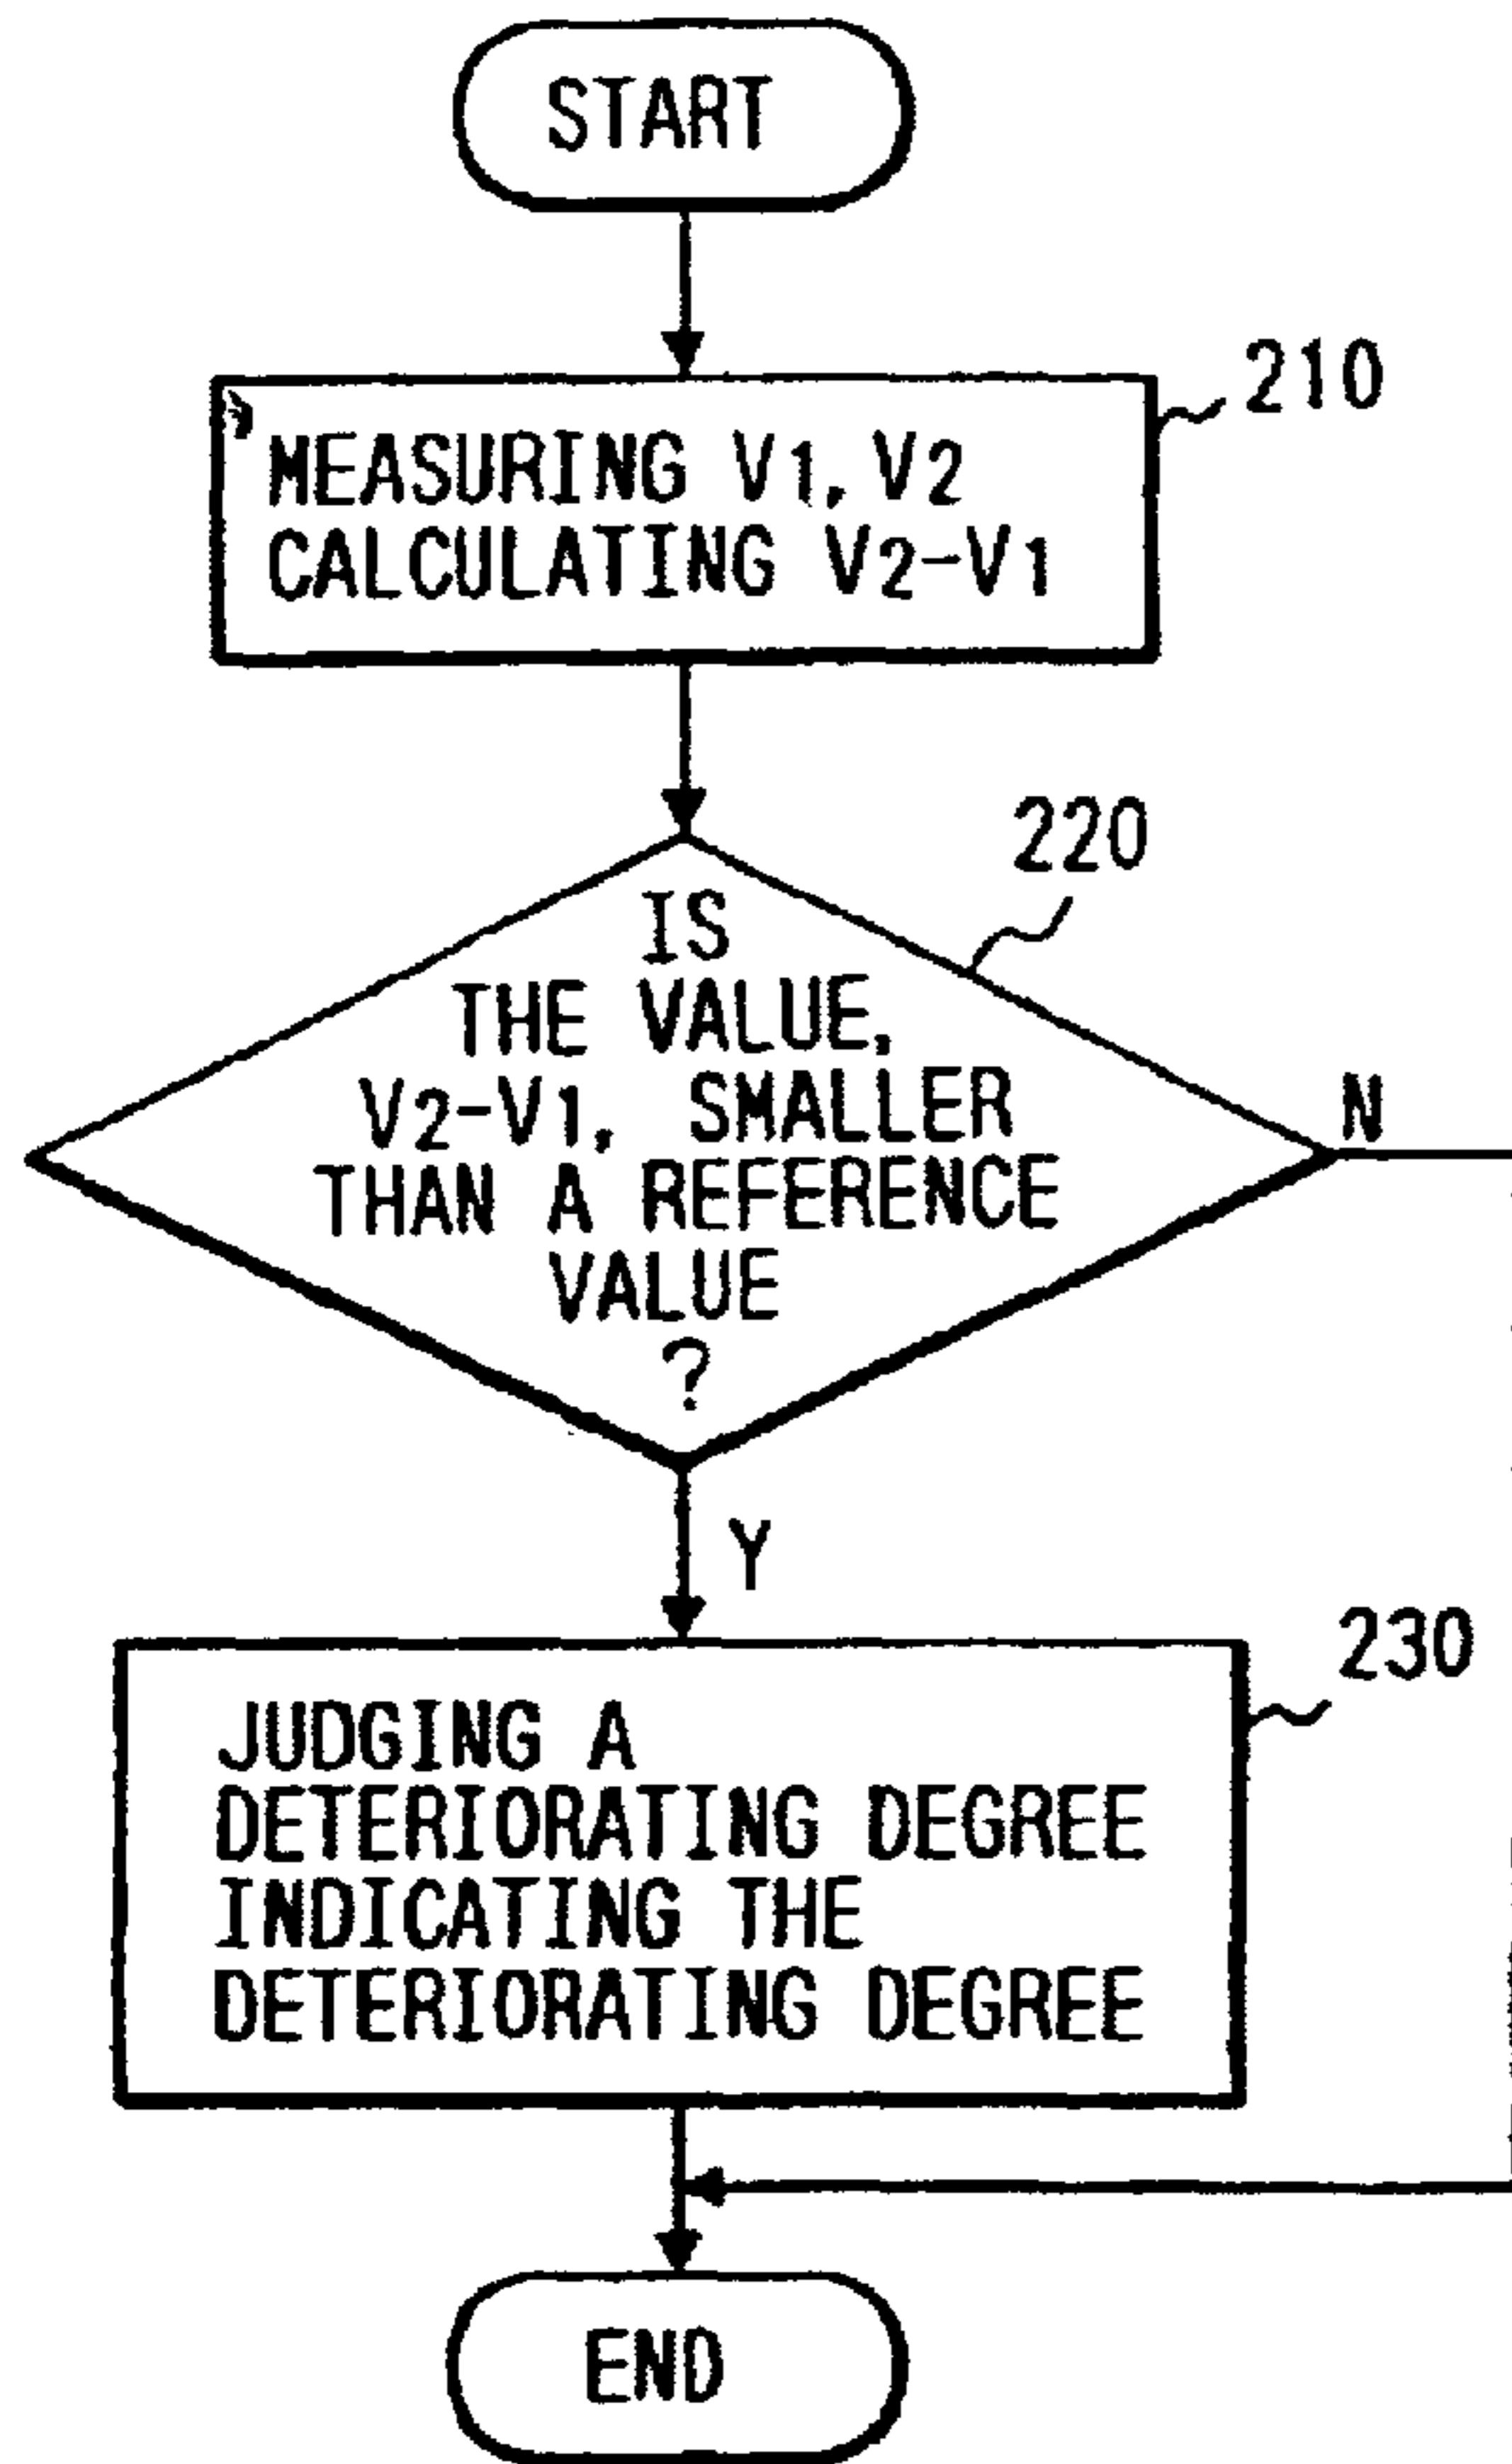 START
210
MEASURING V1, V2
CALCULATING V2-V1
220
IS
THE VALUE,
V2-V1, SMALLER
THAN A REFERENCE
VALUE
?
N
Y
230
JUDGING A
DETERIORATING DEGREE
INDICATING THE
DETERIORATING DEGREE
END